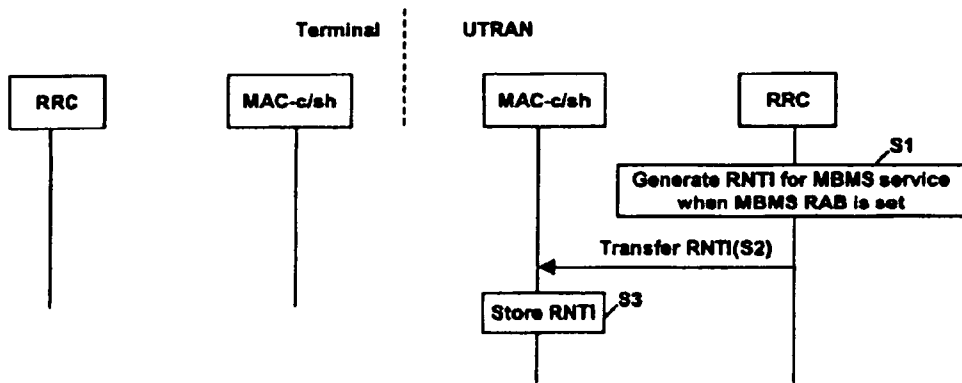 Terminal UTRAN
RRC MAC-c/sh MAC-c/sh RRC
S1
Generate RNTI for MBMS service
when MBMS RAB is set
Transfer RNTI(S2)
Store RNTI S3